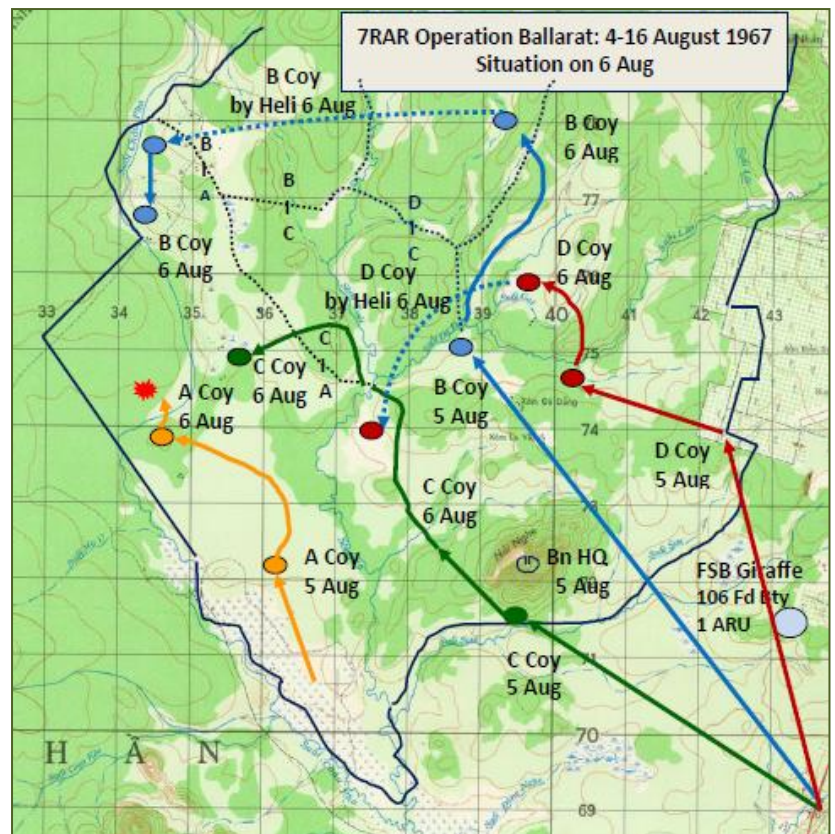 7RAR Operation Ballarat: 4-16 August 1967
Situation on 6 Aug
B Coy
by Heli 6 Aug
B Coy
6 Aug
B
I
A
B
I
C
D
I
C
77
B Coy
6 Aug
D Coy
by Heli 6 Aug
D Coy
6 Aug
33
34
35
36
38
39
40
41
42
43
C
I
A
C Coy
6 Aug
75
A Coy
6 Aug
B Coy
5 Aug
74
D Coy
5 Aug
C Coy
6 Aug
Núi Nghe
A Coy
5 Aug
Bn HQ
5 Aug
FSB Giraffe
106 Fd Bty
1 ARU
C Coy
5 Aug
71
70
H Ã N
69